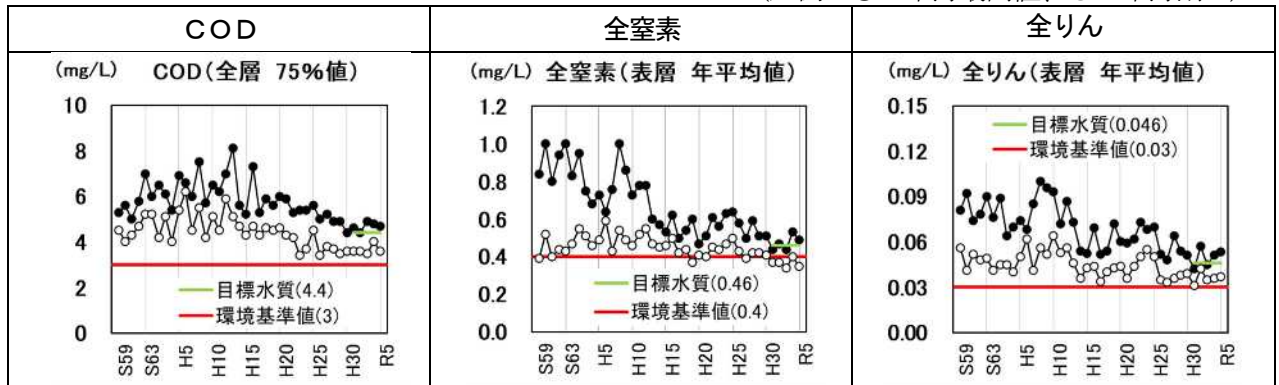 COD
全窒素
全りん
(mg/L) COD(全層 75%値)
10
8
6
4
2
0
目標水質(4.4)
環境基準値(3)
S59
S63
H5
H10
H15
H20
H25
H30
R5
(mg/L) 全窒素(表層 年平均値)
1.2
1.0
0.8
0.6
0.4
0.2
0.0
目標水質(0.46)
環境基準値(0.4)
S59
S63
H5
H10
H15
H20
H25
H30
R5
(mg/L) 全りん(表層 年平均値)
0.15
0.12
0.09
0.06
0.03
0.00
目標水質(0.046)
環境基準値(0.03)
S59
S63
H5
H10
H15
H20
H25
H30
R5